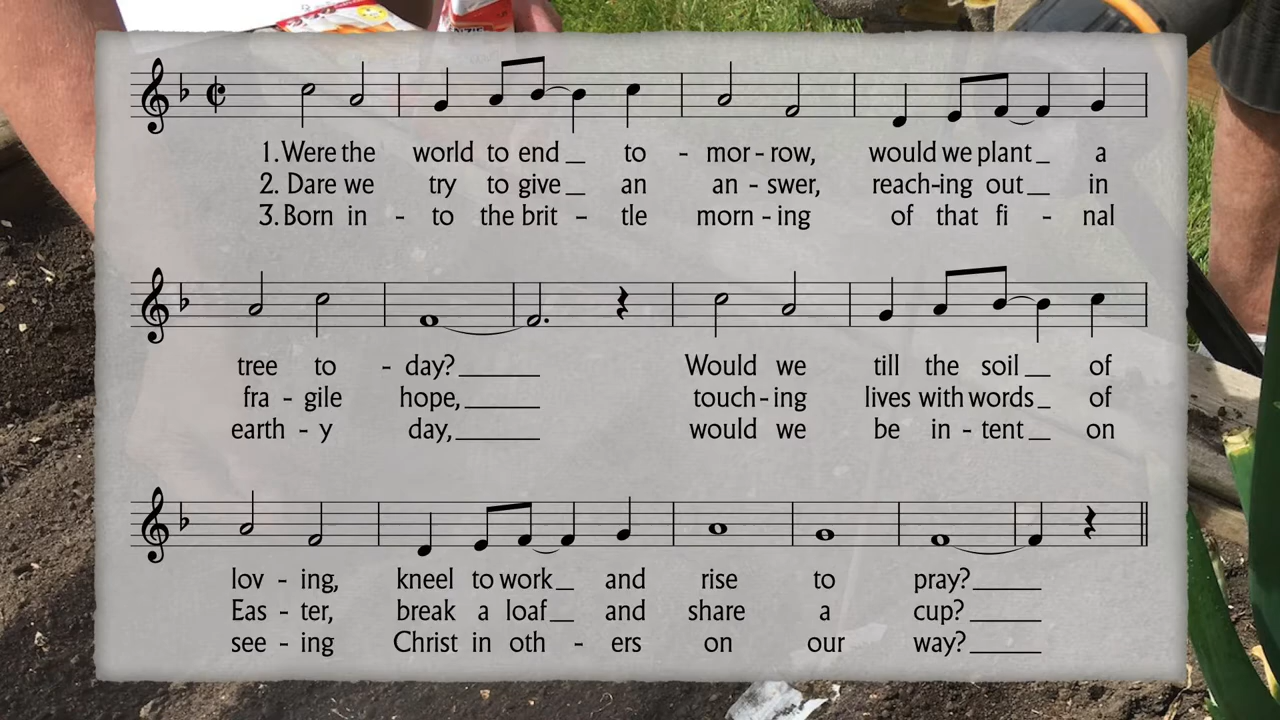 1. Were the world to end to - mor - row, would we plant a
2. Dare we try to give an an - swer, reach-ing out in
3. Born in - to the brit - tle morn - ing of that fi - nal
tree to - day? Would we till the soil of
fra - gile hope, touch - ing lives with words of
earth - y day, would we be in - tent on
lov - ing, kneel to work and rise to pray?
Eas - ter, break a loaf and share a cup?
see - ing Christ in oth - ers on our way?